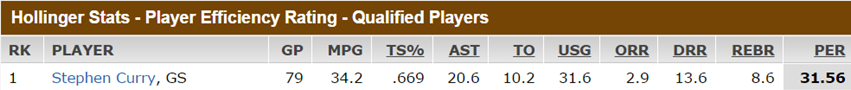 Hollinger Stats - Player Efficiency Rating - Qualified Players
RK PLAYER GP MPG TS% AST TO USG ORR DRR REBR PER
1 Stephen Curry, GS 79 34.2 .669 20.6 10.2 31.6 2.9 13.6 8.6 31.56